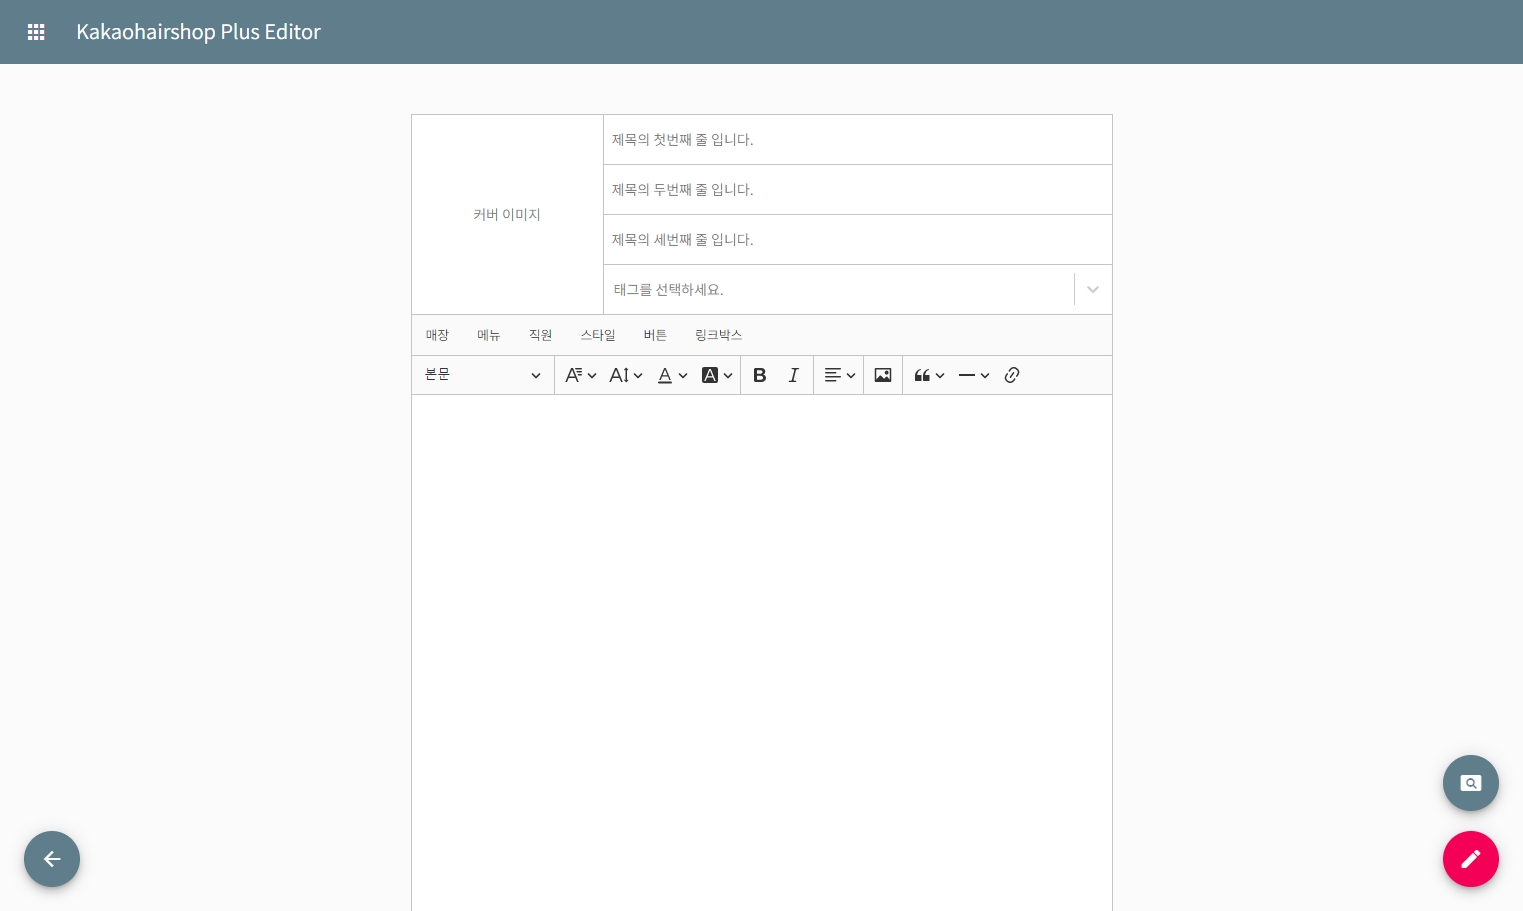 Kakaohairshop Plus Editor
커버 이미지
제목의 첫번째 줄 입니다.
제목의 두번째 줄 입니다.
제목의 세번째 줄 입니다.
태그를 선택하세요.
매장 메뉴 직원 스타일 버튼 링크박스
본문